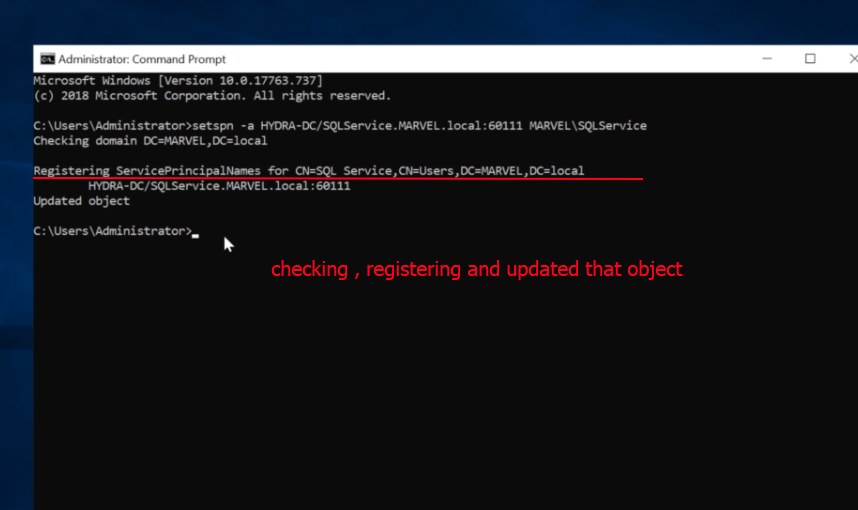 Administrator: Command Prompt
Microsoft Windows [Version 10.0.17763.737]
(c) 2018 Microsoft Corporation. All rights reserved.
C:\Users\Administrator>setspn -a HYDRA-DC/SQLService.MARVEL.local:60111 MARVEL\SQLService
Checking domain DC=MARVEL,DC=local
Registering ServicePrincipalNames for CN=SQL Service,CN=Users,DC=MARVEL,DC=local
HYDRA-DC/SQLService.MARVEL.local:60111
Updated object
C:\Users\Administrator>
checking , registering and updated that object